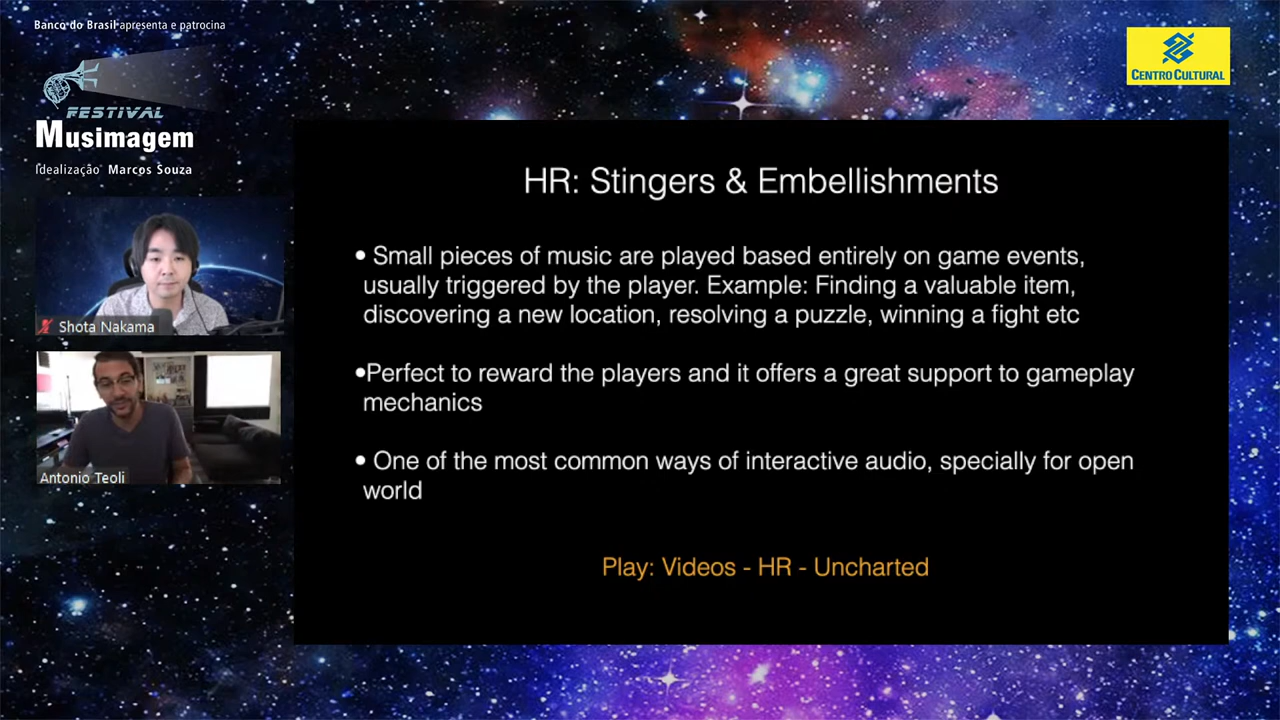 Banco do Brasil apresenta e patrocina
FESTIVAL
Musimagem
Idealização Marcos Souza
CENTRO CULTURAL
Shota Nakama
Antonio Teoli
HR: Stingers & Embellishments
• Small pieces of music are played based entirely on game events,
usually triggered by the player. Example: Finding a valuable item,
discovering a new location, resolving a puzzle, winning a fight etc
•Perfect to reward the players and it offers a great support to gameplay
mechanics
• One of the most common ways of interactive audio, specially for open
world
Play: Videos - HR - Uncharted